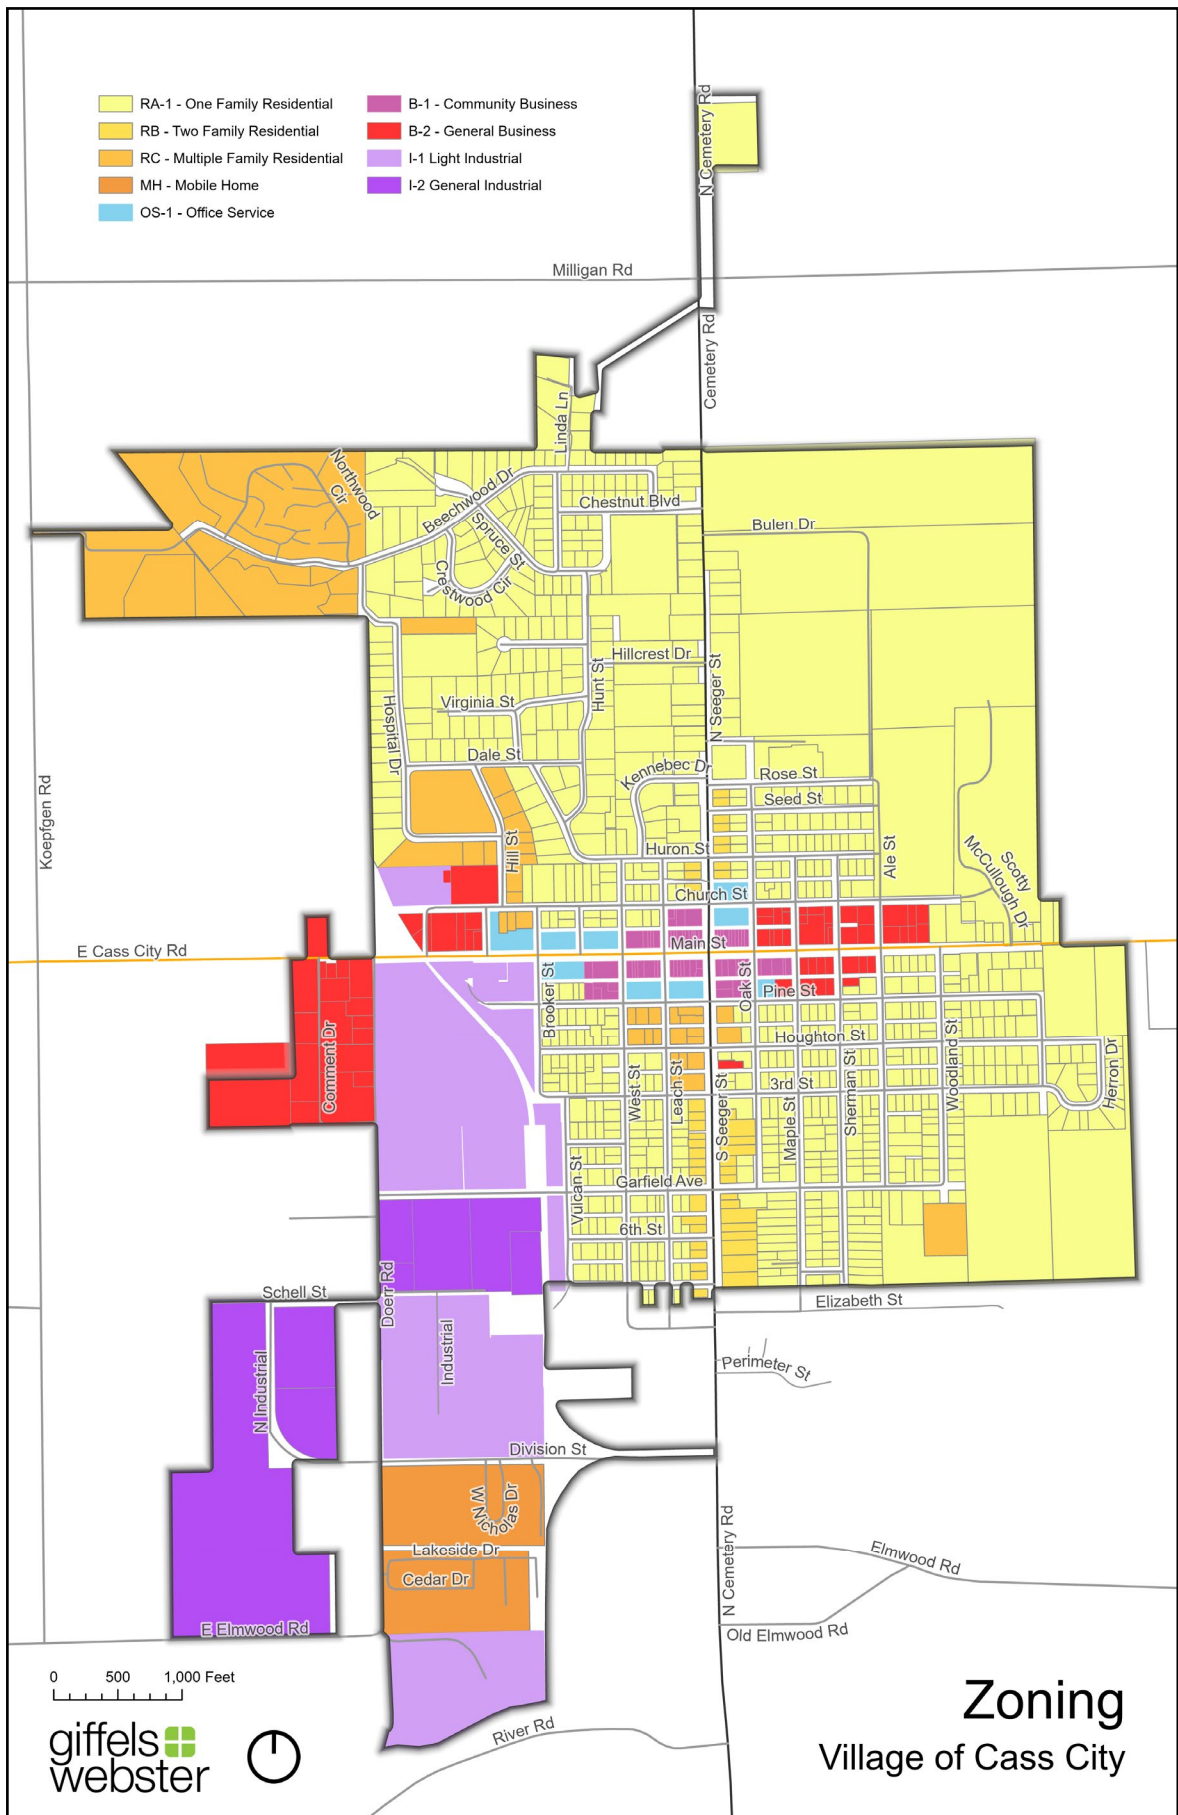 RA-1 - One Family Residential
RB - Two Family Residential
RC - Multiple Family Residential
MH - Mobile Home
OS-1 - Office Service
B-1 - Community Business
B-2 - General Business
I-1 Light Industrial
I-2 General Industrial
N Cemetery Rd
Milligan Rd
Cemetery Rd
Linda Ln
Northwood
Cir
Beechwood Dr
Chestnut Blvd
Spruce St
Bulen Dr
Crestwood Cir
Hillcrest Dr
Hunt St
N Seeger St
Virginia St
Hospital Dr
Dale St
Kennebec Dr
Rose St
Seed St
Koepfgen Rd
Hill St
Huron St
Ale St
Scotty
McCullough Dr
Church St
E Cass City Rd
Main St
Brooker St
Oak St
Pine St
Comment Dr
Houghton St
Woodland St
Herron Dr
West St
Leach St
S Seeger St
3rd St
Maple St
Sherman St
Vulcan St
Garfield Ave
6th St
Doerr Rd
Schell St
Elizabeth St
N Industrial
Industrial
Perimeter St
Division St
W Nicholas Dr
Lakeside Dr
Cedar Dr
N Cemetery Rd
Elmwood Rd
E Elmwood Rd
Old Elmwood Rd
River Rd
0 500 1,000 Feet
giffels
webster
Zoning
Village of Cass City